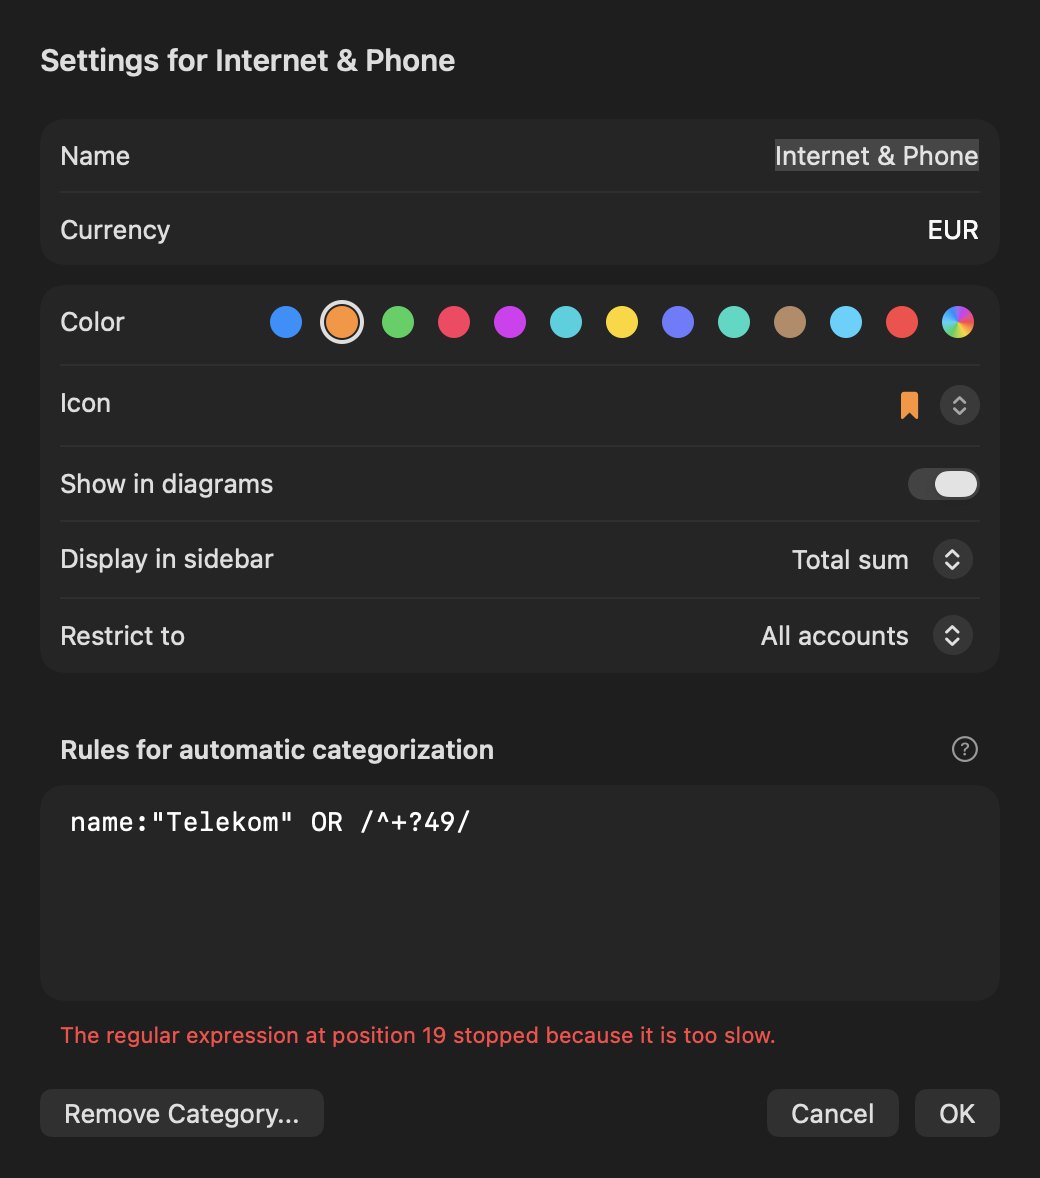 Settings for Internet & Phone
Name Internet & Phone
Currency EUR
Color
Icon
Show in diagrams
Display in sidebar Total sum
Restrict to All accounts
Rules for automatic categorization ?
name:"Telekom" OR /^+?49/
The regular expression at position 19 stopped because it is too slow.
Remove Category... Cancel OK